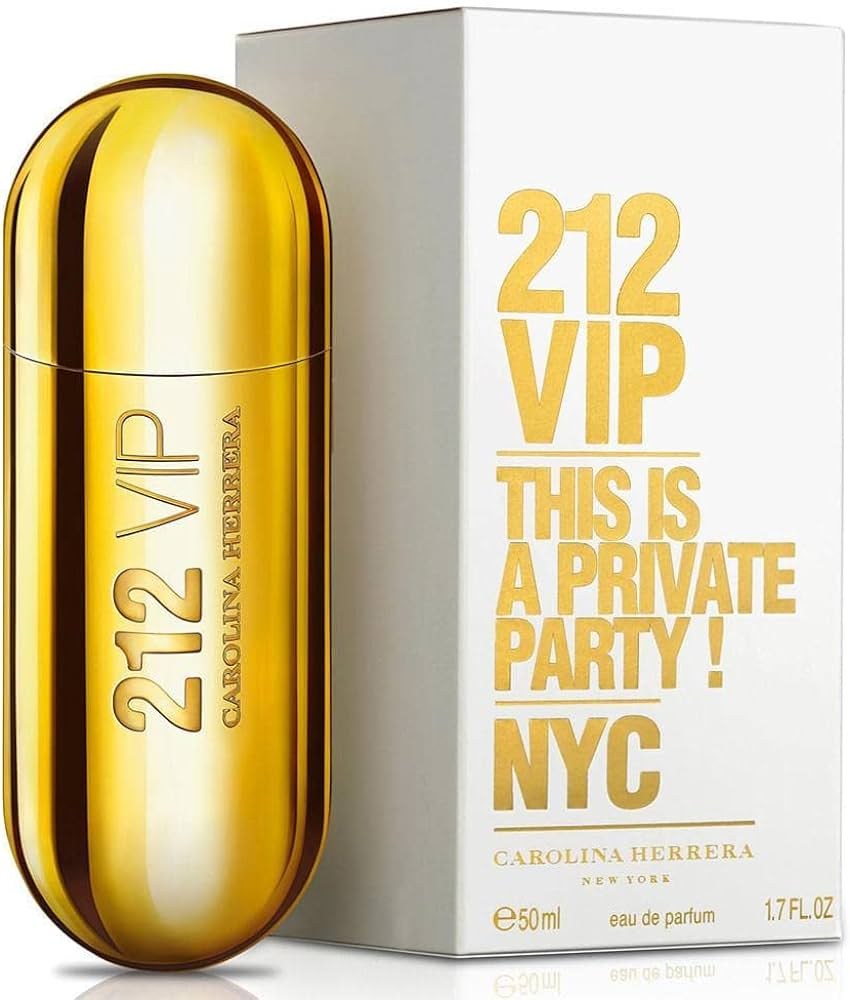 212 VIP
CAROLINA HERRERA
212
VIP
THIS IS
A PRIVATE
PARTY !
NYC
CAROLINA HERRERA
NEW YORK
℮50ml eau de parfum 1.7 FL.OZ